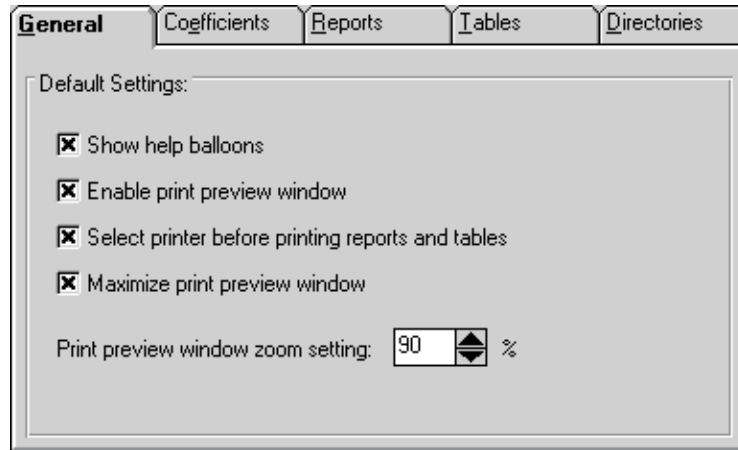 General Coefficients Reports Tables Directories
Default Settings:
Show help balloons
Enable print preview window
Select printer before printing reports and tables
Maximize print preview window
Print preview window zoom setting: 90 %